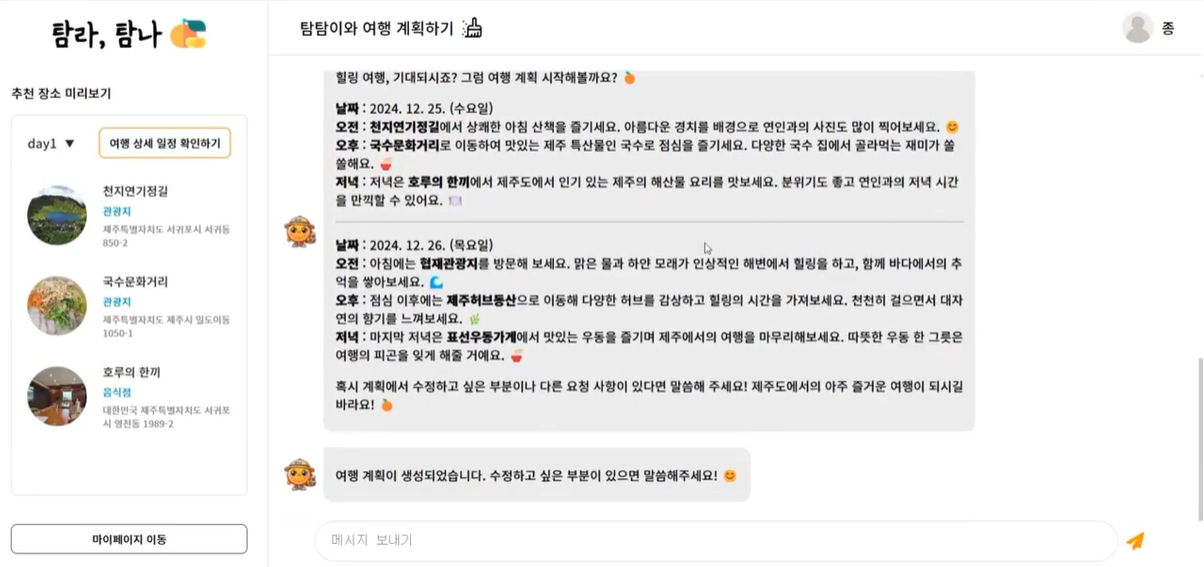 탐라, 탐나
추천 장소 미리보기
day1 ▼
여행 상세 일정 확인하기
천지연기정길
관광지
제주특별자치도 서귀포시 서귀동
850-2
국수문화거리
관광지
제주특별자치도 제주시 일도이동
1050-1
호루의 한끼
음식점
대한민국 제주특별자치도 서귀포
시 영천동 1989-2
마이페이지 이동
탐탐이와 여행 계획하기
종
힐링 여행, 기대되시죠? 그럼 여행 계획 시작해볼까요? 🍊
날짜 : 2024. 12. 25. (수요일)
오전 : 천지연기정길에서 상쾌한 아침 산책을 즐기세요. 아름다운 경치를 배경으로 연인과의 사진도 많이 찍어보세요. 😊
오후 : 국수문화거리로 이동하여 맛있는 제주 특산물인 국수로 점심을 즐기세요. 다양한 국수 집에서 골라먹는 재미가 쏠
쏠해요. 🍜
저녁 : 저녁은 호루의 한끼에서 제주도에서 인기 있는 제주의 해산물 요리를 맛보세요. 분위기도 좋고 연인과의 저녁 시간
을 만끽할 수 있어요. 🍽️
날짜 : 2024. 12. 26. (목요일)
오전 : 아침에는 협재관광지를 방문해 보세요. 맑은 물과 하얀 모래가 인상적인 해변에서 힐링을 하고, 함께 바다에서의 추
억을 쌓아보세요. 🌊
오후 : 점심 이후에는 제주허브동산으로 이동해 다양한 허브를 감상하고 힐링의 시간을 가져보세요. 천천히 걸으면서 대자
연의 향기를 느껴보세요. 🌿
저녁 : 마지막 저녁은 표선우동가게에서 맛있는 우동을 즐기며 제주에서의 여행을 마무리해보세요. 따뜻한 우동 한 그릇은
여행의 피곤을 잊게 해줄 거예요. 🍜
혹시 계획에서 수정하고 싶은 부분이나 다른 요청 사항이 있다면 말씀해 주세요! 제주도에서의 아주 즐거운 여행이 되시길
바라요! 🍊
여행 계획이 생성되었습니다. 수정하고 싶은 부분이 있으면 말씀해주세요! 😊
메시지 보내기